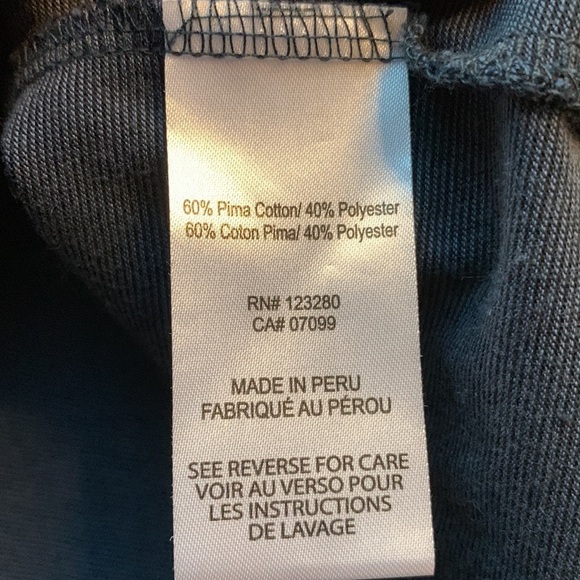 60% Pima Cotton/ 40% Polyester
60% Coton Pima/ 40% Polyester
RN# 123280
CA# 07099
MADE IN PERU
FABRIQUÉ AU PÉROU
SEE REVERSE FOR CARE
VOIR AU VERSO POUR
LES INSTRUCTIONS
DE LAVAGE